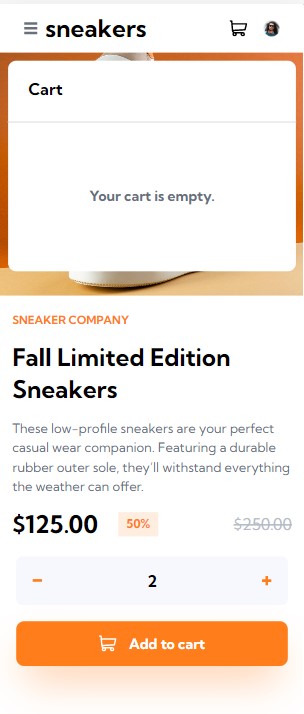 sneakers
Cart
Your cart is empty.
SNEAKER COMPANY
Fall Limited Edition
Sneakers
These low-profile sneakers are your perfect
casual wear companion. Featuring a durable
rubber outer sole, they'll withstand everything
the weather can offer.
$125.00 50% $250.00
− 2 +
Add to cart